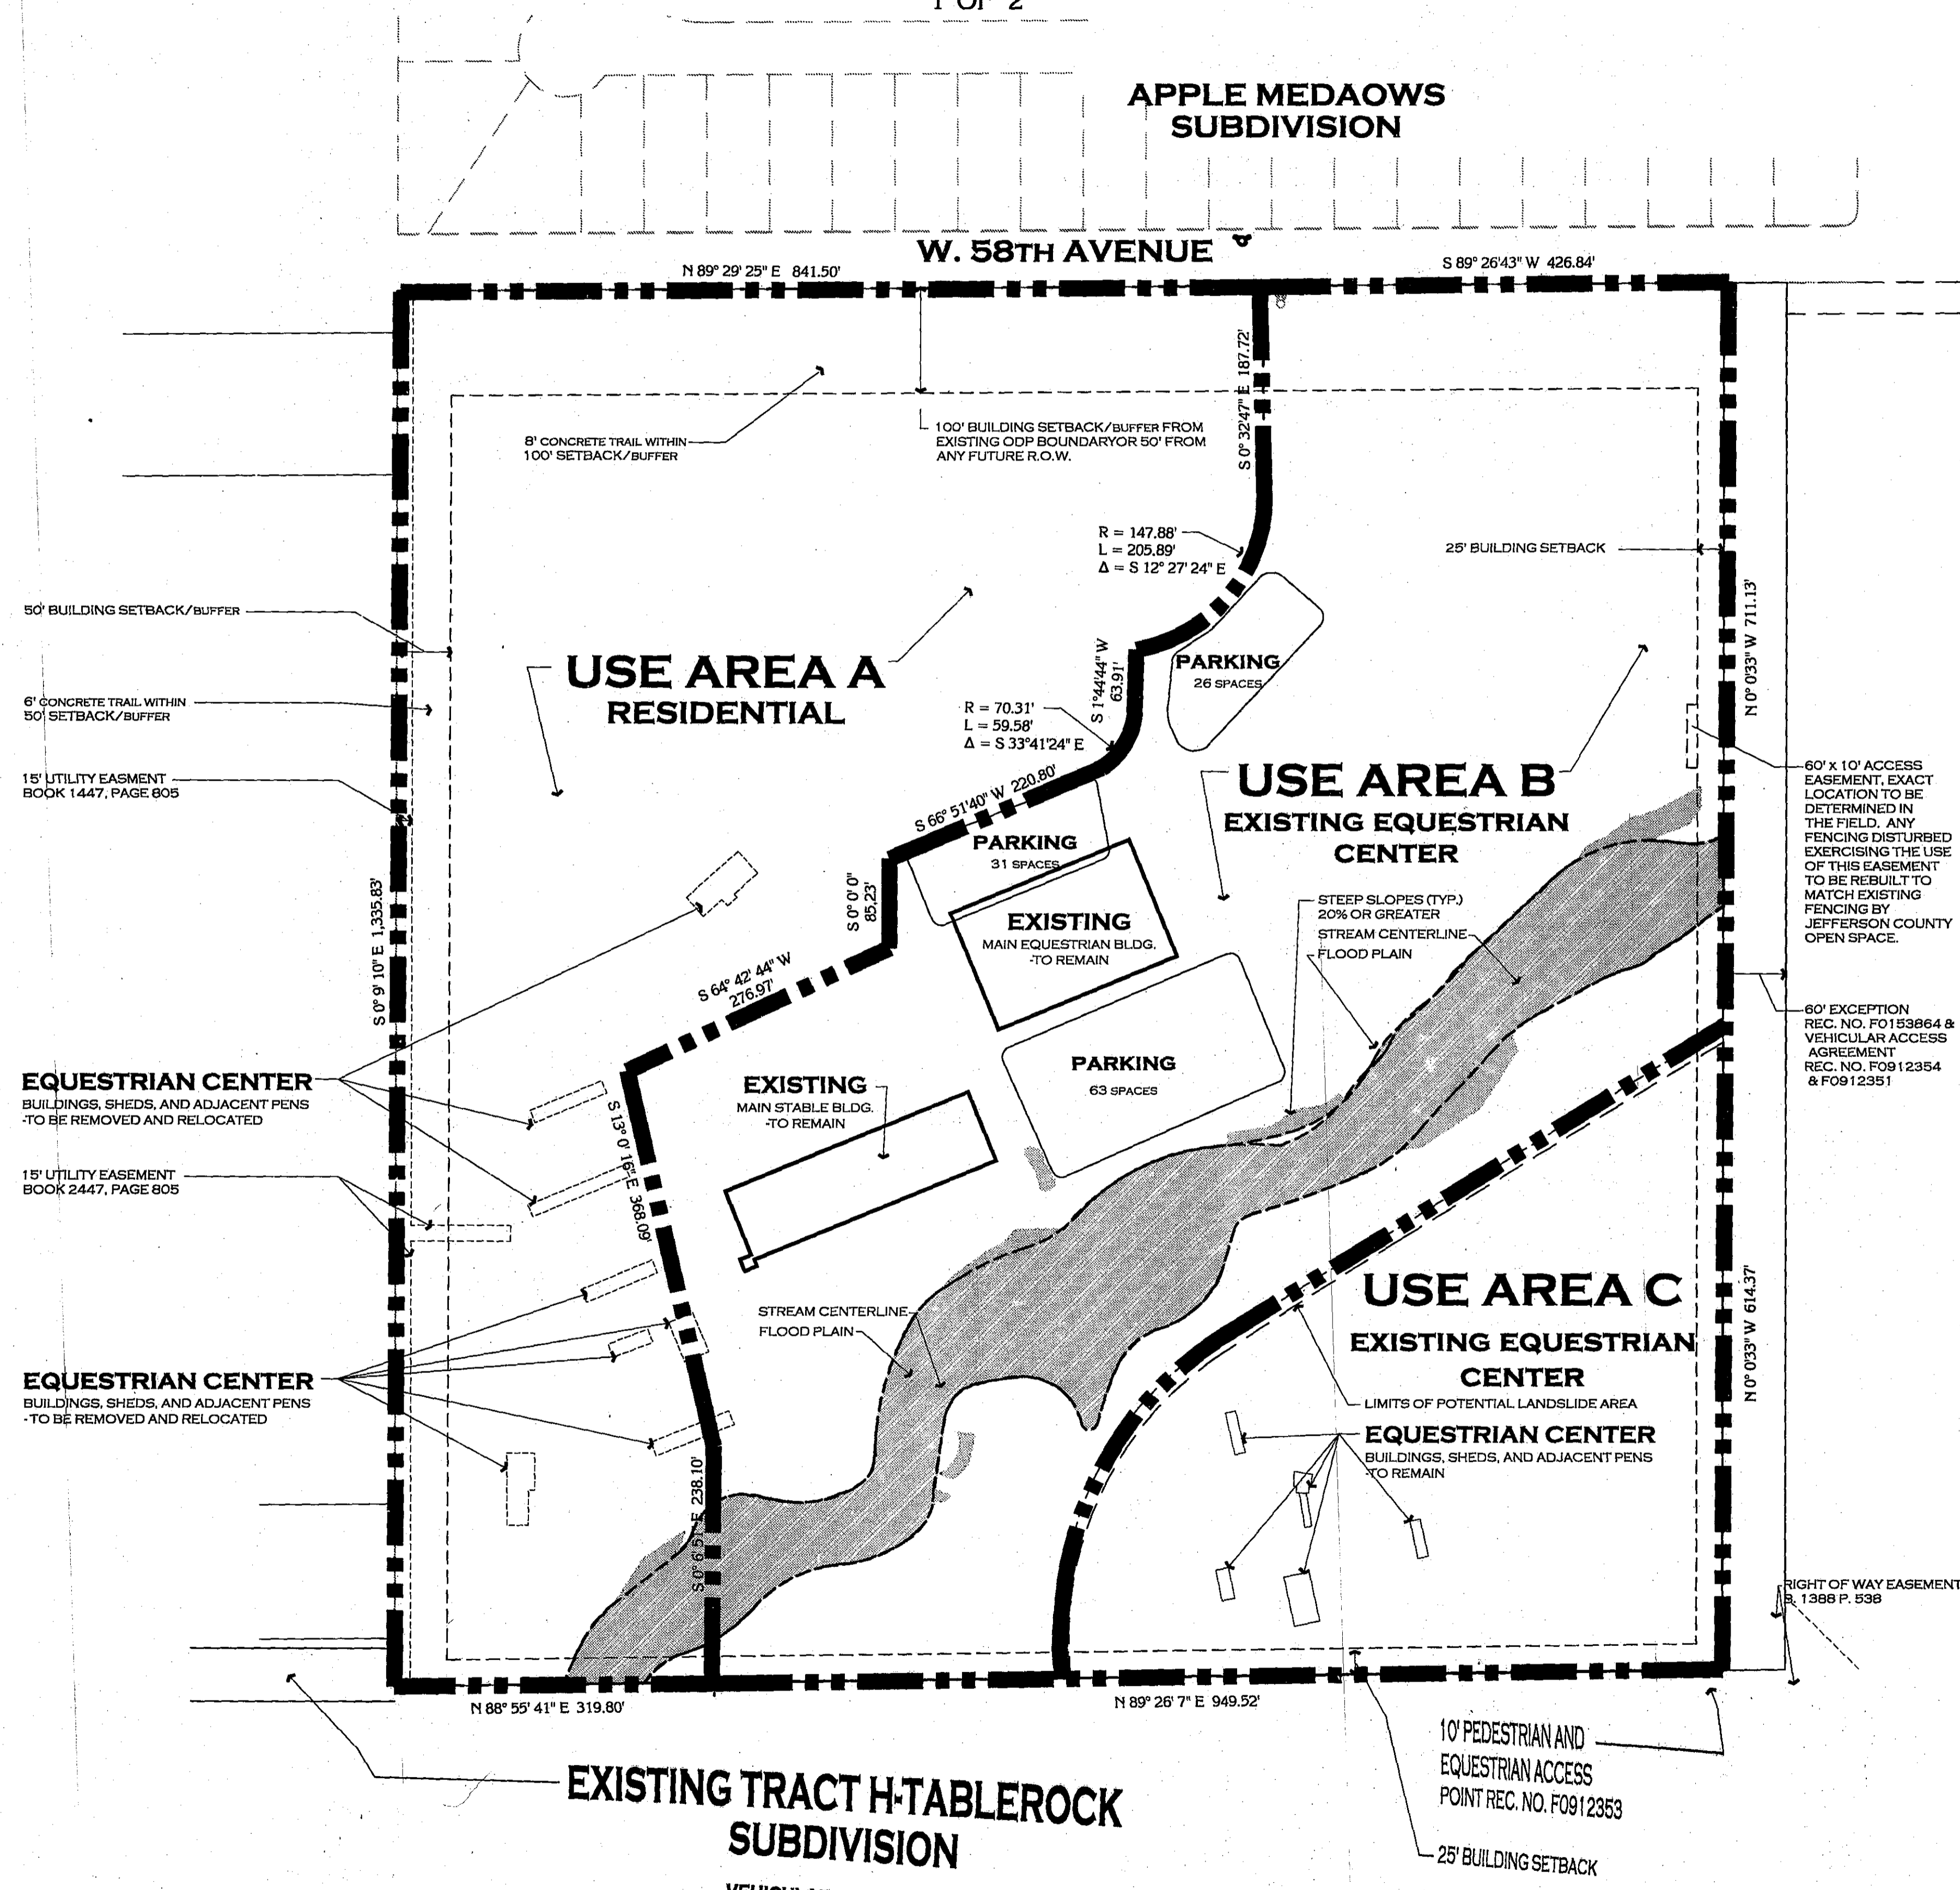 1 OF 2
APPLE MEDAOWS
SUBDIVISION
W. 58TH AVENUE
N 89° 29' 25" E 841.50'
S 89° 26'43" W 426.84'
S 0° 32'47" E 187.72'
8' CONCRETE TRAIL WITHIN
100' SETBACK/BUFFER
100' BUILDING SETBACK/BUFFER FROM
EXISTING ODP BOUNDARYOR 50' FROM
ANY FUTURE R.O.W.
R = 147.88'
L = 205.89'
Δ = S 12° 27' 24" E
25' BUILDING SETBACK
N 0° 0'33" W 711.13'
50' BUILDING SETBACK/BUFFER
USE AREA A
RESIDENTIAL
PARKING
26 SPACES
S 1°44'44" W
63.91'
6' CONCRETE TRAIL WITHIN
50' SETBACK/BUFFER
R = 70.31'
L = 59.58'
Δ = S 33°41'24" E
15' UTILITY EASMENT
BOOK 1447, PAGE 805
USE AREA B
EXISTING EQUESTRIAN
CENTER
60' x 10' ACCESS
EASEMENT, EXACT
LOCATION TO BE
DETERMINED IN
THE FIELD. ANY
FENCING DISTURBED
EXERCISING THE USE
OF THIS EASEMENT
TO BE REBUILT TO
MATCH EXISTING
FENCING BY
JEFFERSON COUNTY
OPEN SPACE.
S 66° 51'40" W 220.80'
PARKING
31 SPACES
S 0° 0' 0"
85.23'
S 0° 9' 10" E 1,335.83'
EXISTING
MAIN EQUESTRIAN BLDG.
-TO REMAIN
STEEP SLOPES (TYP.)
20% OR GREATER
STREAM CENTERLINE
FLOOD PLAIN
S 64° 42' 44" W
276.97'
60' EXCEPTION
REC. NO. F0153864 &
VEHICULAR ACCESS
AGREEMENT
REC. NO. F0912354
& F0912351
EQUESTRIAN CENTER
BUILDINGS, SHEDS, AND ADJACENT PENS
-TO BE REMOVED AND RELOCATED
EXISTING
MAIN STABLE BLDG.
-TO REMAIN
PARKING
63 SPACES
S 13° 0' 16" E 368.09'
15' UTILITY EASEMENT
BOOK 2447, PAGE 805
STREAM CENTERLINE
FLOOD PLAIN
USE AREA C
EXISTING EQUESTRIAN
CENTER
N 0° 0'33" W 614.37'
LIMITS OF POTENTIAL LANDSLIDE AREA
EQUESTRIAN CENTER
BUILDINGS, SHEDS, AND ADJACENT PENS
-TO BE REMOVED AND RELOCATED
EQUESTRIAN CENTER
BUILDINGS, SHEDS, AND ADJACENT PENS
-TO REMAIN
S 0° 6'51" E 238.10'
RIGHT OF WAY EASEMENT
B. 1388 P. 538
N 88° 55' 41" E 319.80'
N 89° 26' 7" E 949.52'
10' PEDESTRIAN AND
EQUESTRIAN ACCESS
POINT REC. NO. F0912353
EXISTING TRACT H-TABLEROCK
SUBDIVISION
25' BUILDING SETBACK